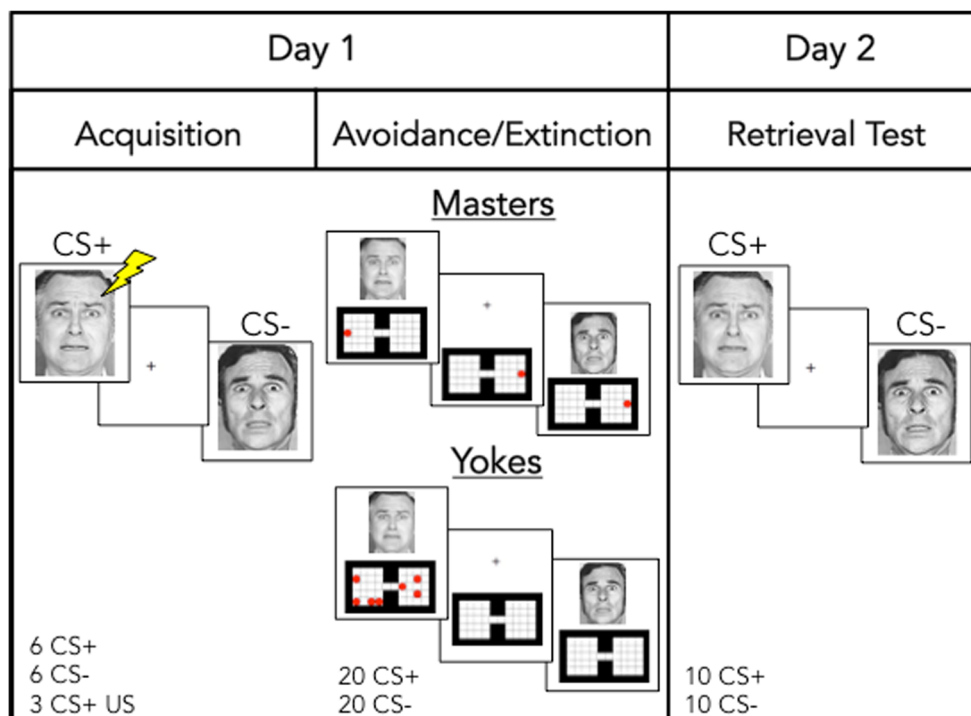 Day 1
Day 2
Acquisition
Avoidance/Extinction
Retrieval Test
CS+
CS-
6 CS+
6 CS-
3 CS+ US
Masters
Yokes
20 CS+
20 CS-
CS+
CS-
10 CS+
10 CS-